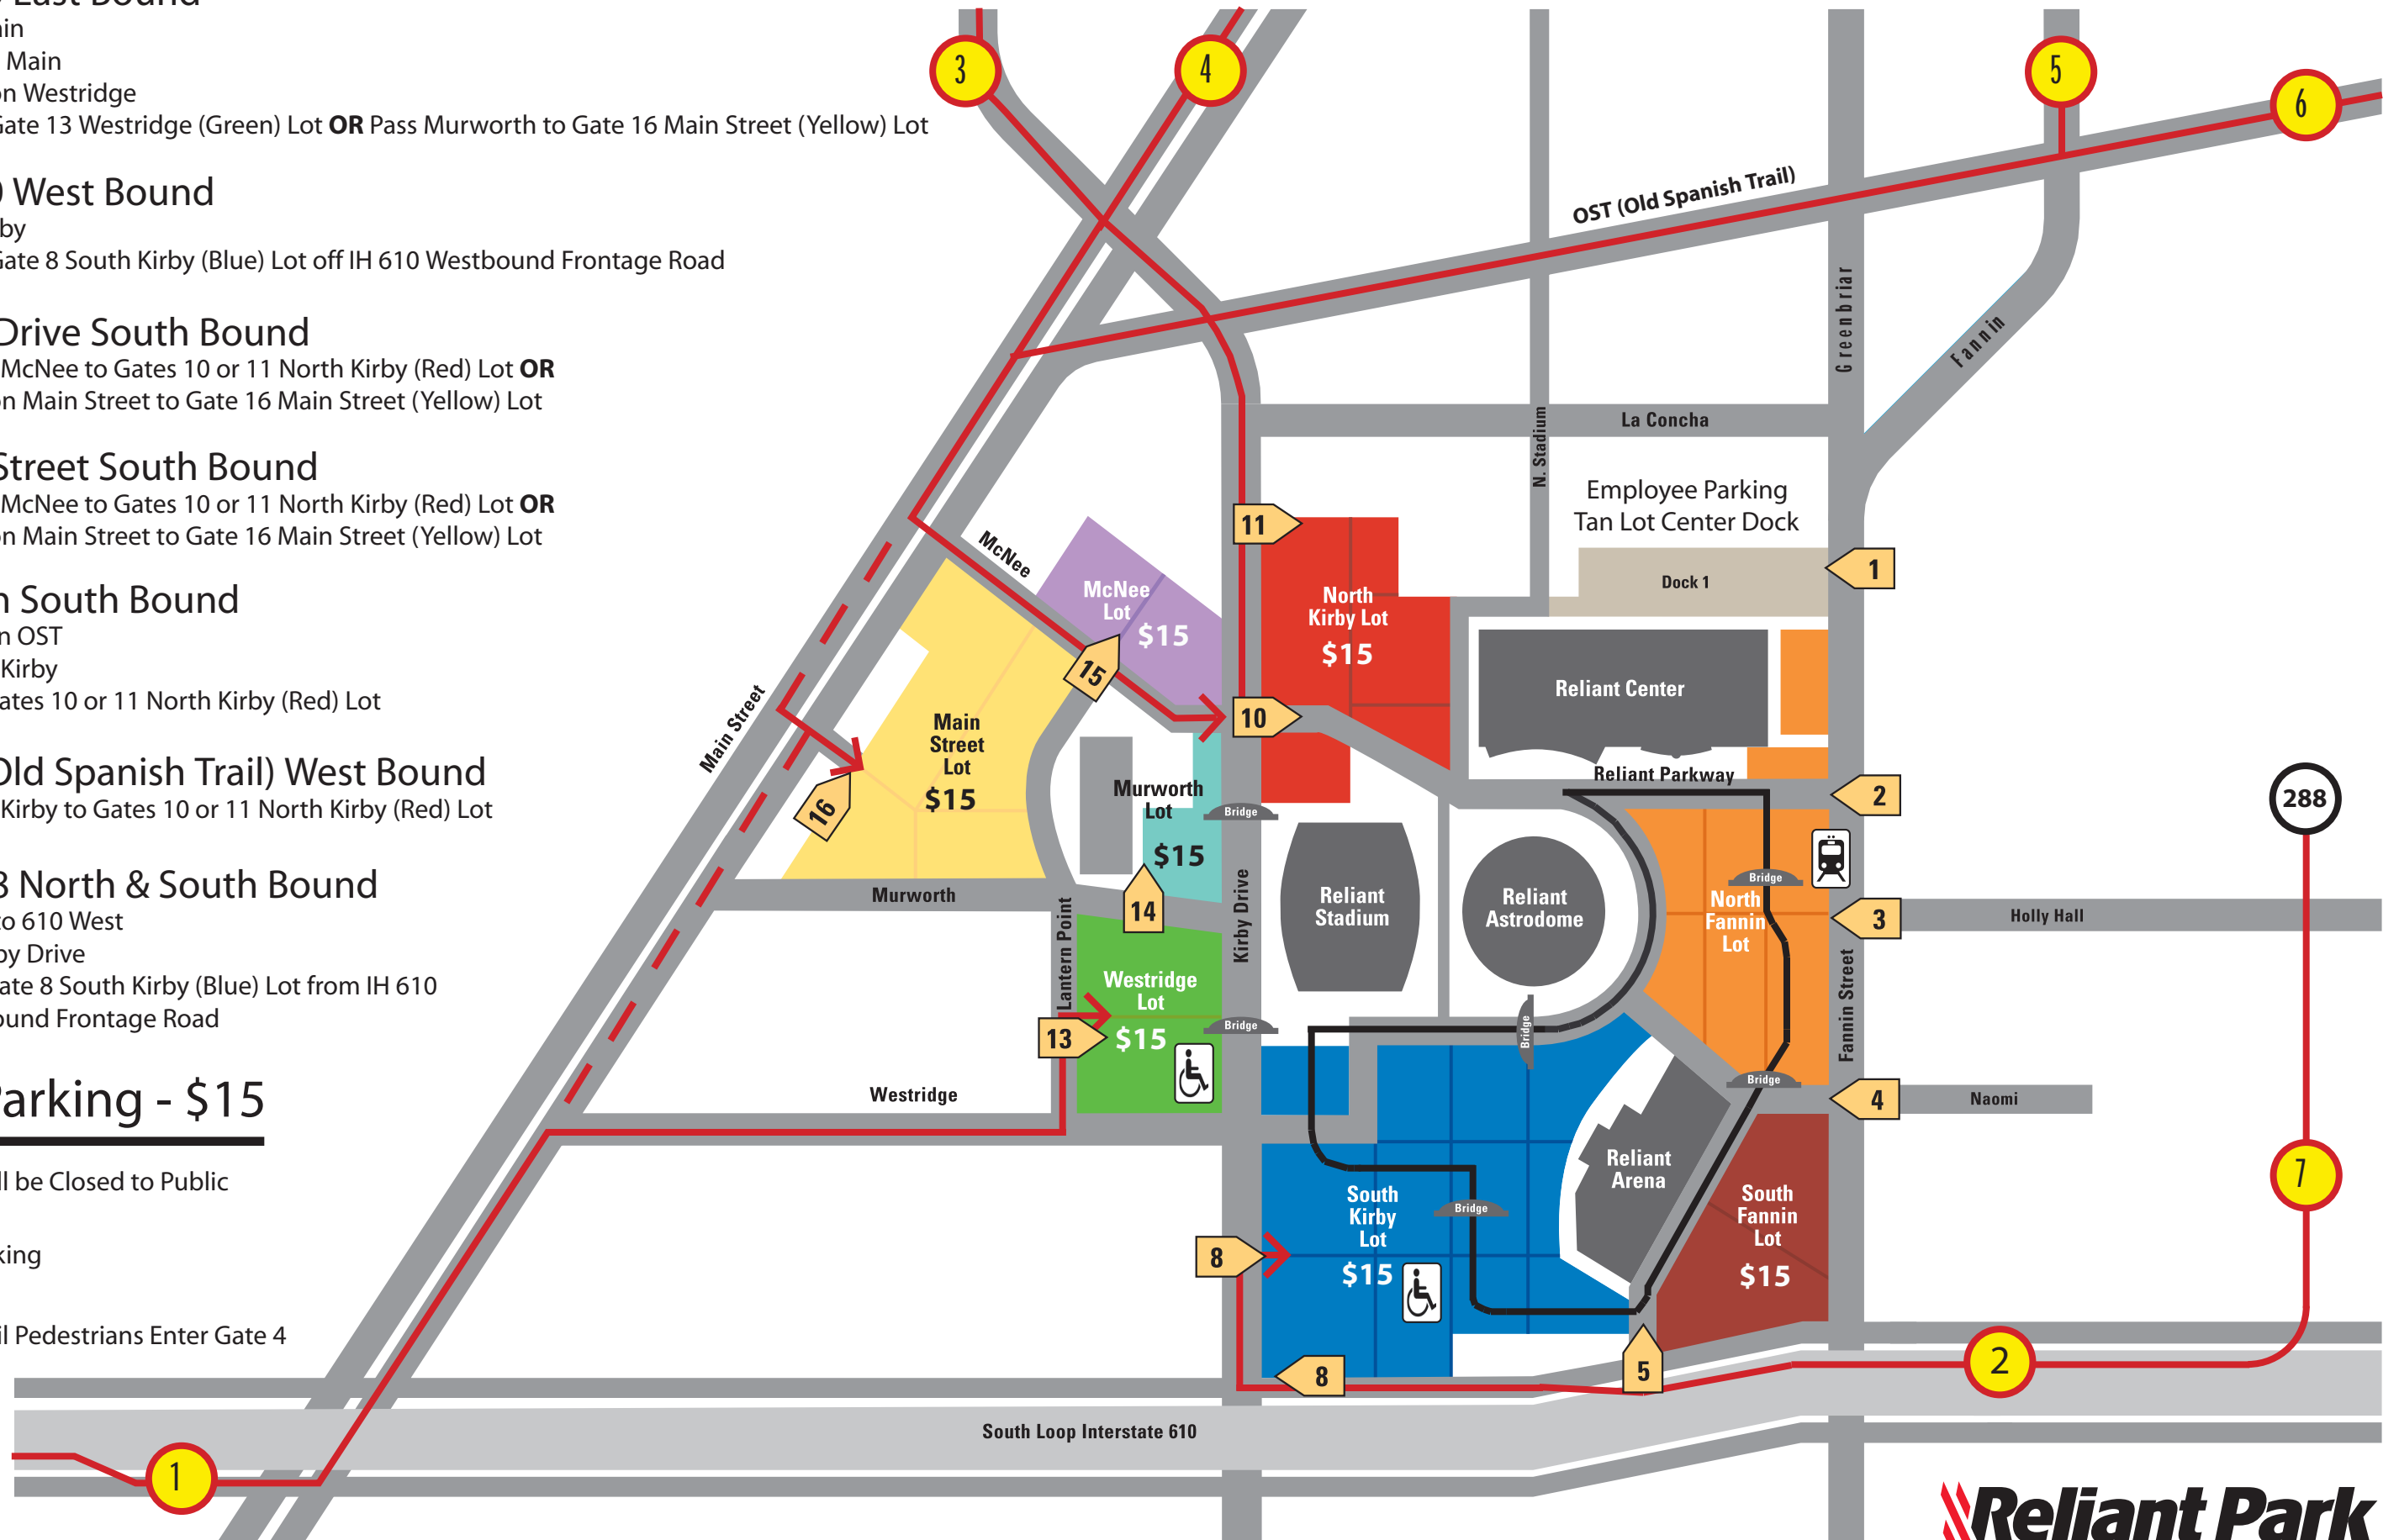 East Bound
Main
on Westridge
Gate 13 Westridge (Green) Lot OR Pass Murworth to Gate 16 Main Street (Yellow) Lot
West Bound
Gate 8 South Kirby (Blue) Lot off IH 610 Westbound Frontage Road
Drive South Bound
McNee to Gates 10 or 11 North Kirby (Red) Lot OR
on Main Street to Gate 16 Main Street (Yellow) Lot
Street South Bound
McNee to Gates 10 or 11 North Kirby (Red) Lot OR
on Main Street to Gate 16 Main Street (Yellow) Lot
South Bound
OST
Kirby
Gates 10 or 11 North Kirby (Red) Lot
Old Spanish Trail) West Bound
Kirby to Gates 10 or 11 North Kirby (Red) Lot
North & South Bound
to 610 West
Drive
Gate 8 South Kirby (Blue) Lot from IH 610
Frontage Road
Parking - $15
be Closed to Public
Pedestrians Enter Gate 4
3
4
5
6
OST (Old Spanish Trail)
Greenbriar
Fannin
La Concha
N. Stadium
Employee Parking
Tan Lot Center Dock
Dock 1
1
11
McNee
McNee
Lot
$15
North
Kirby Lot
$15
15
10
Reliant Center
Reliant Parkway
2
288
Main Street
Main
Street
Lot
$15
16
Murworth
Lot
$15
Bridge
Reliant
Stadium
Reliant
Astrodome
Bridge
North
Fannin
Lot
3
Holly Hall
Murworth
14
Lantern Point
Kirby Drive
Westridge
Lot
$15
13
Bridge
Bridge
Bridge
Fannin Street
4
Naomi
Westridge
Reliant
Arena
South
Kirby
Lot
$15
Bridge
South
Fannin
Lot
$15
7
8
8
5
2
South Loop Interstate 610
1
Reliant Park